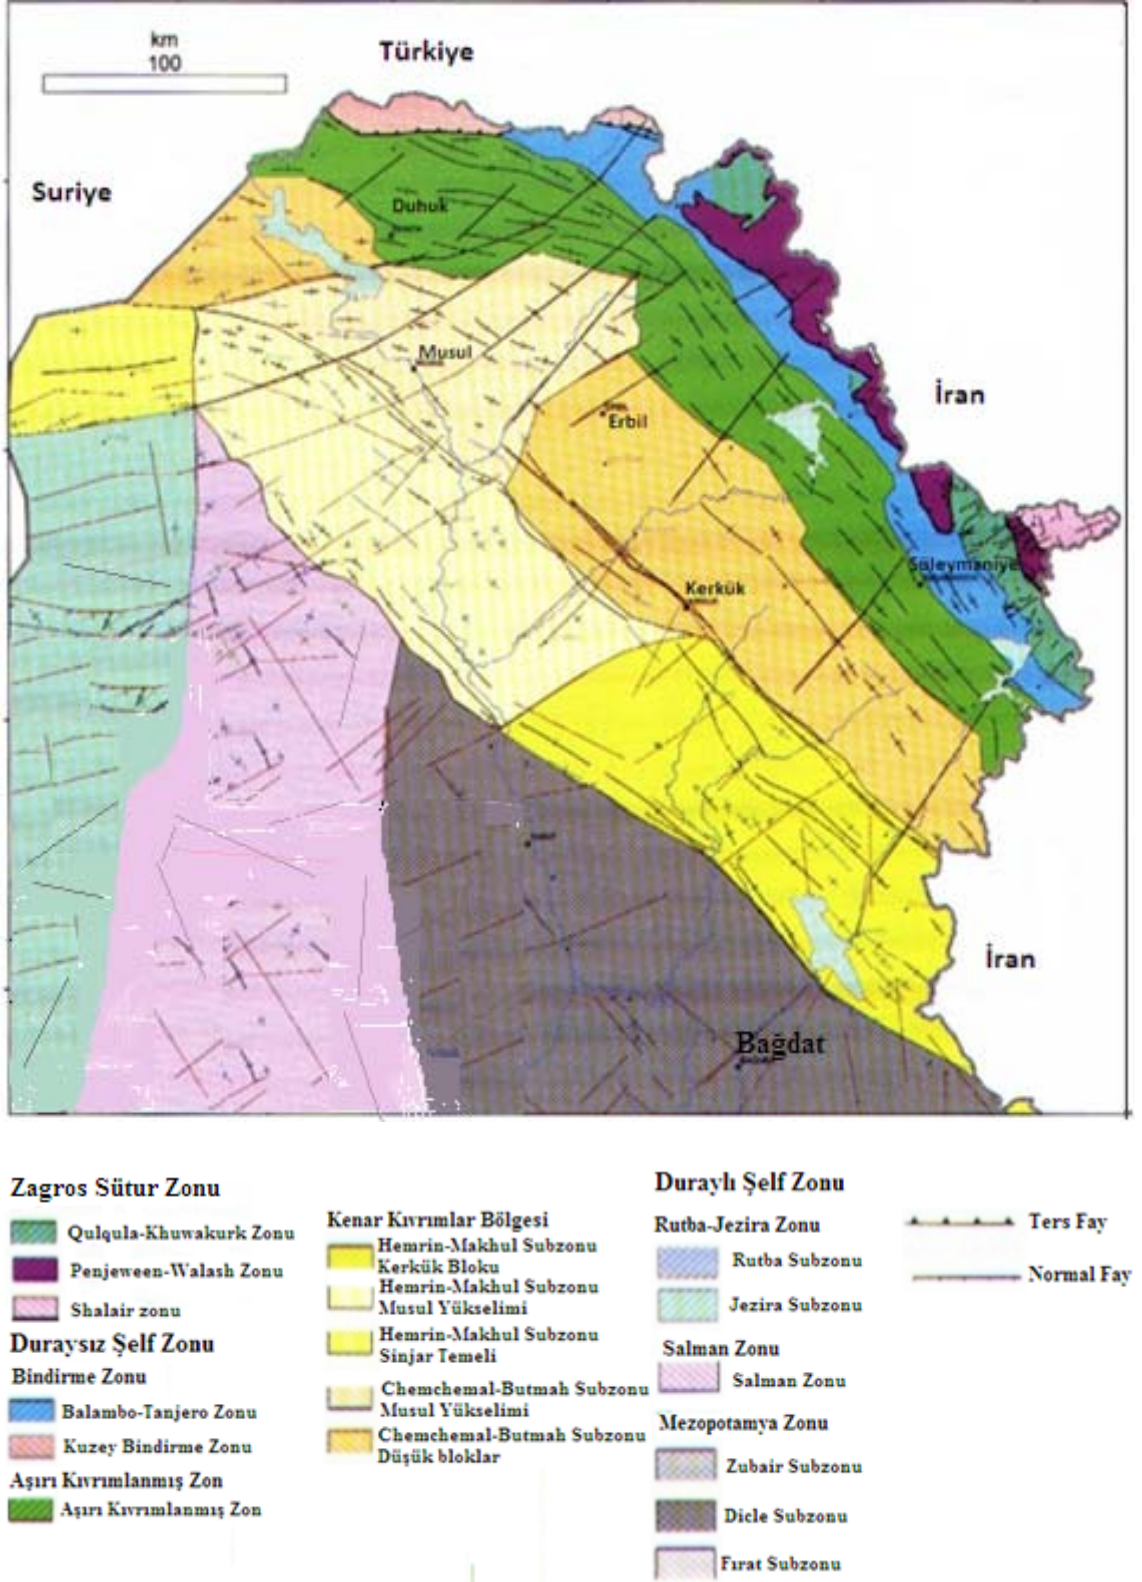 km
100
Türkiye
Suriye
Duhuk
Musul
İran
Erbil
Süleymaniye
Kerkük
İran
Bağdat
Zagros Sütur Zonu
Qulqula-Khuwakurk Zonu
Penjeween-Walash Zonu
Shalair zonu
Duraysız Şelf Zonu
Bindirme Zonu
Balambo-Tanjero Zonu
Kuzey Bindirme Zonu
Aşırı Kıvrımlanmış Zon
Aşırı Kıvrımlanmış Zon
Kenar Kıvrımlar Bölgesi
Hemrin-Makhul Subzonu
Kerkük Bloku
Hemrin-Makhul Subzonu
Musul Yükselimi
Hemrin-Makhul Subzonu
Sinjar Temeli
Chemchemal-Butmah Subzonu
Musul Yükselimi
Chemchemal-Butmah Subzonu
Düşük bloklar
Duraylı Şelf Zonu
Rutba-Jezira Zonu
Rutba Subzonu
Jezira Subzonu
Salman Zonu
Salman Zonu
Mezopotamya Zonu
Zubair Subzonu
Dicle Subzonu
Fırat Subzonu
Ters Fay
Normal Fay